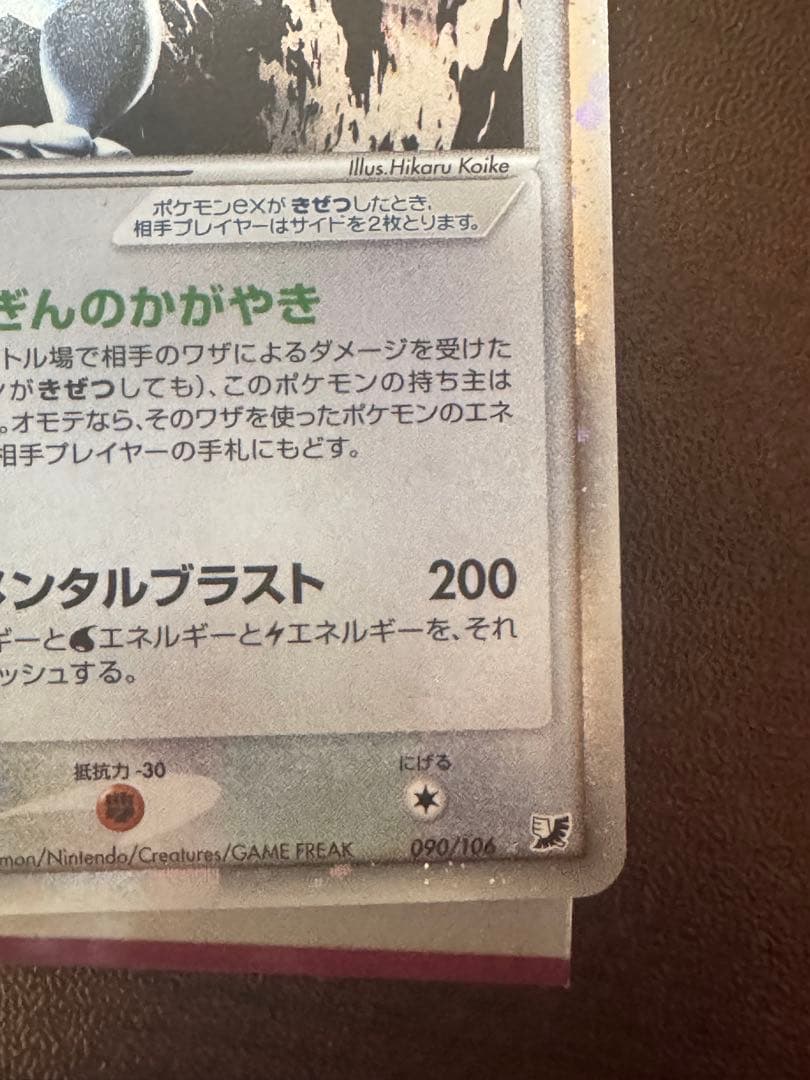 Illus.Hikaru Koike
ポケモンexが きぜつしたとき、
相手プレイヤーはサイドを2枚とります。
ぎんのかがやき
トル場で相手のワザによるダメージを受けた
ンがきぜつしても)、このポケモンの持ち主は
。オモテなら、そのワザを使ったポケモンのエネ
相手プレイヤーの手札にもどす。
メンタルブラスト 200
ギーとエネルギーとエネルギーを、それ
ッシュする。
抵抗力 -30 にげる
mon/Nintendo/Creatures/GAME FREAK 090/106